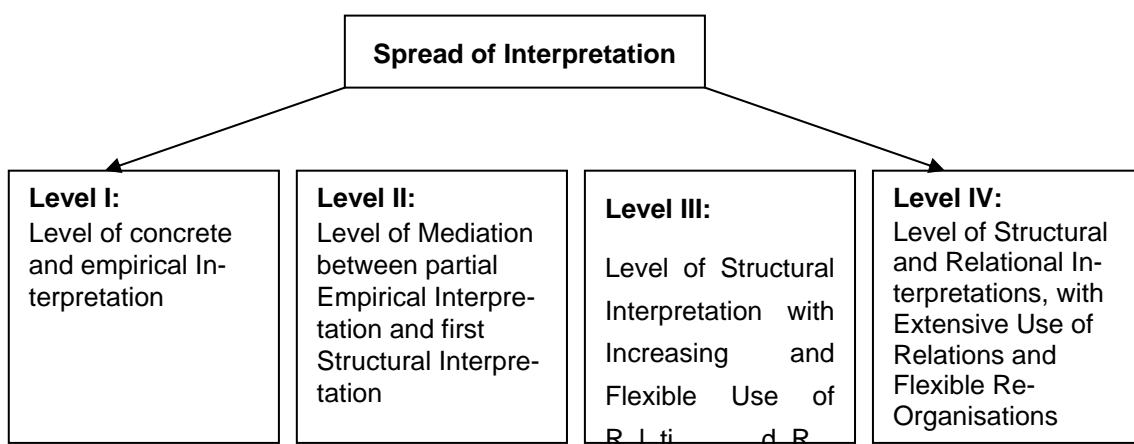 Spread of Interpretation
Level I:
Level of concrete
and empirical In-
terpretation
Level II:
Level of Mediation
between partial
Empirical Interpre-
tation and first
Structural Interpre-
tation
Level III:
Level of Structural
Interpretation with
Increasing and
Flexible Use of
Level IV:
Level of Structural
and Relational In-
terpretations, with
Extensive Use of
Relations and
Flexible Re-
Organisations